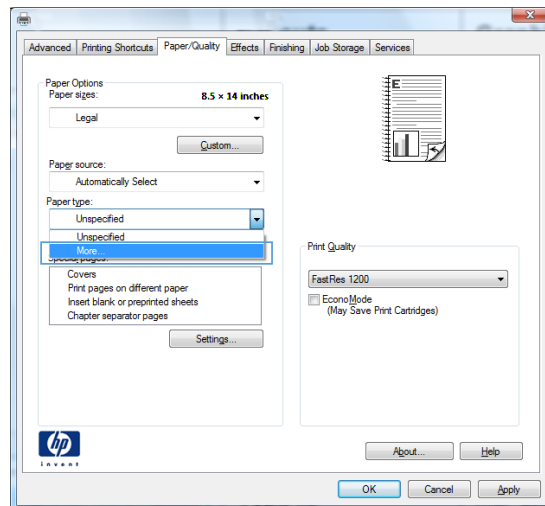 Advanced
Printing Shortcuts
Paper/Quality
Effects
Finishing
Job Storage
Services
Paper Options
Paper sizes:
8.5 × 14 inches
Legal
Custom...
Paper source:
Automatically Select
Paper type:
Unspecified
Unspecified
More...
Special pages:
Covers
Print pages on different paper
Insert blank or preprinted sheets
Chapter separator pages
Settings...
E
Print Quality
FastRes 1200
EconoMode
(May Save Print Cartridges)
hp
invent
About...
Help
OK
Cancel
Apply